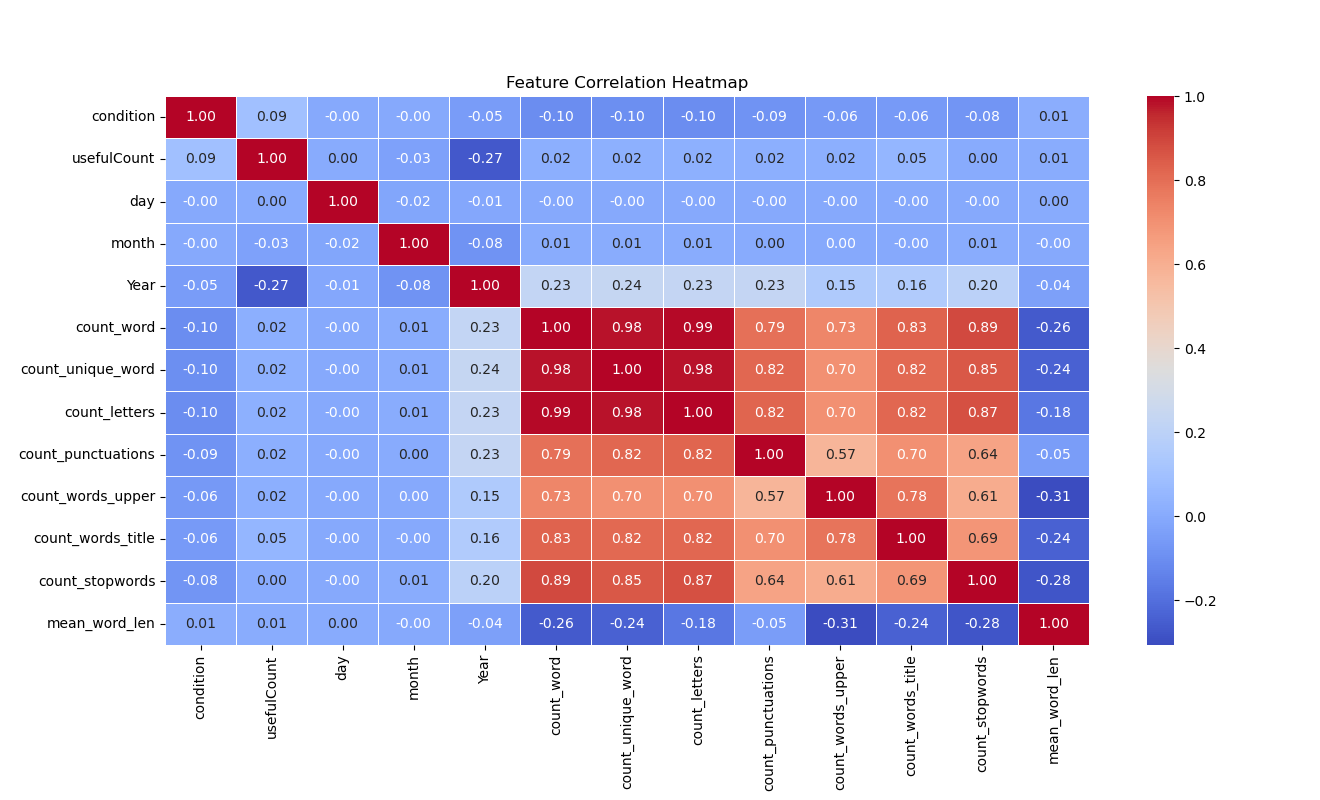 Feature Correlation Heatmap
condition 1.00 0.09 -0.00 -0.00 -0.05 -0.10 -0.10 -0.10 -0.09 -0.06 -0.06 -0.08 0.01
usefulCount 0.09 1.00 0.00 -0.03 -0.27 0.02 0.02 0.02 0.02 0.02 0.05 0.00 0.01
day -0.00 0.00 1.00 -0.02 -0.01 -0.00 -0.00 -0.00 -0.00 -0.00 -0.00 -0.00 0.00
month -0.00 -0.03 -0.02 1.00 -0.08 0.01 0.01 0.01 0.00 0.00 -0.00 0.01 -0.00
Year -0.05 -0.27 -0.01 -0.08 1.00 0.23 0.24 0.23 0.23 0.15 0.16 0.20 -0.04
count_word -0.10 0.02 -0.00 0.01 0.23 1.00 0.98 0.99 0.79 0.73 0.83 0.89 -0.26
count_unique_word -0.10 0.02 -0.00 0.01 0.24 0.98 1.00 0.98 0.82 0.70 0.82 0.85 -0.24
count_letters -0.10 0.02 -0.00 0.01 0.23 0.99 0.98 1.00 0.82 0.70 0.82 0.87 -0.18
count_punctuations -0.09 0.02 -0.00 0.00 0.23 0.79 0.82 0.82 1.00 0.57 0.70 0.64 -0.05
count_words_upper -0.06 0.02 -0.00 0.00 0.15 0.73 0.70 0.70 0.57 1.00 0.78 0.61 -0.31
count_words_title -0.06 0.05 -0.00 -0.00 0.16 0.83 0.82 0.82 0.70 0.78 1.00 0.69 -0.24
count_stopwords -0.08 0.00 -0.00 0.01 0.20 0.89 0.85 0.87 0.64 0.61 0.69 1.00 -0.28
mean_word_len 0.01 0.01 0.00 -0.00 -0.04 -0.26 -0.24 -0.18 -0.05 -0.31 -0.24 -0.28 1.00
condition
usefulCount
day
month
Year
count_word
count_unique_word
count_letters
count_punctuations
count_words_upper
count_words_title
count_stopwords
mean_word_len
1.0
0.8
0.6
0.4
0.2
0.0
−0.2